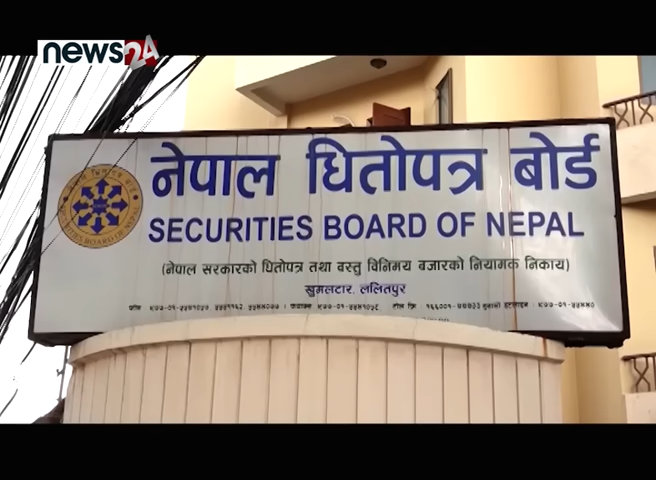 news24
नेपाल धितोपत्र बोर्ड
SECURITIES BOARD OF NEPAL
(नेपाल सरकारको धितोपत्र तथा वस्तु विनिमय बजारको नियामक निकाय)
खुमलटार, ललितपुर